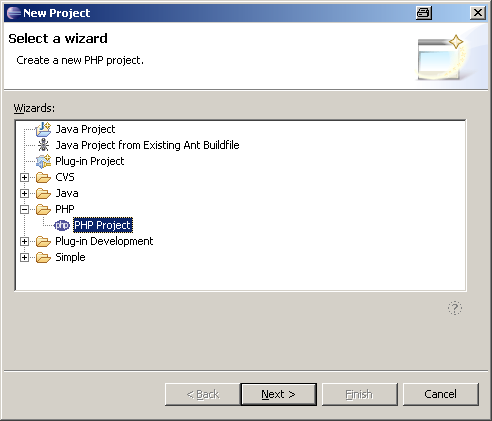 New Project
Select a wizard
Create a new PHP project.
Wizards:
Java Project
Java Project from Existing Ant Buildfile
Plug-in Project
CVS
Java
PHP
php PHP Project
Plug-in Development
Simple
?
< Back Next > Finish Cancel